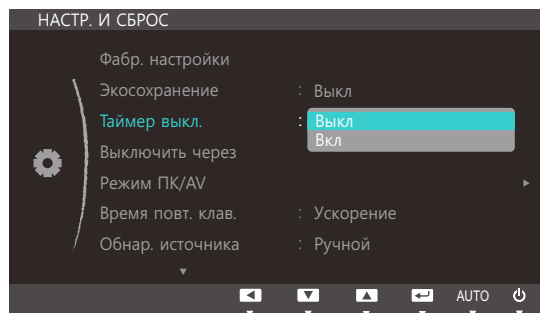 НАСТР. И СБРОС
Фабр. настройки
Экосохранение : Выкл
Таймер выкл. : Выкл
Вкл
Выключить через
Режим ПК/AV
Время повт. клав. : Ускорение
Обнар. источника : Ручной
AUTO